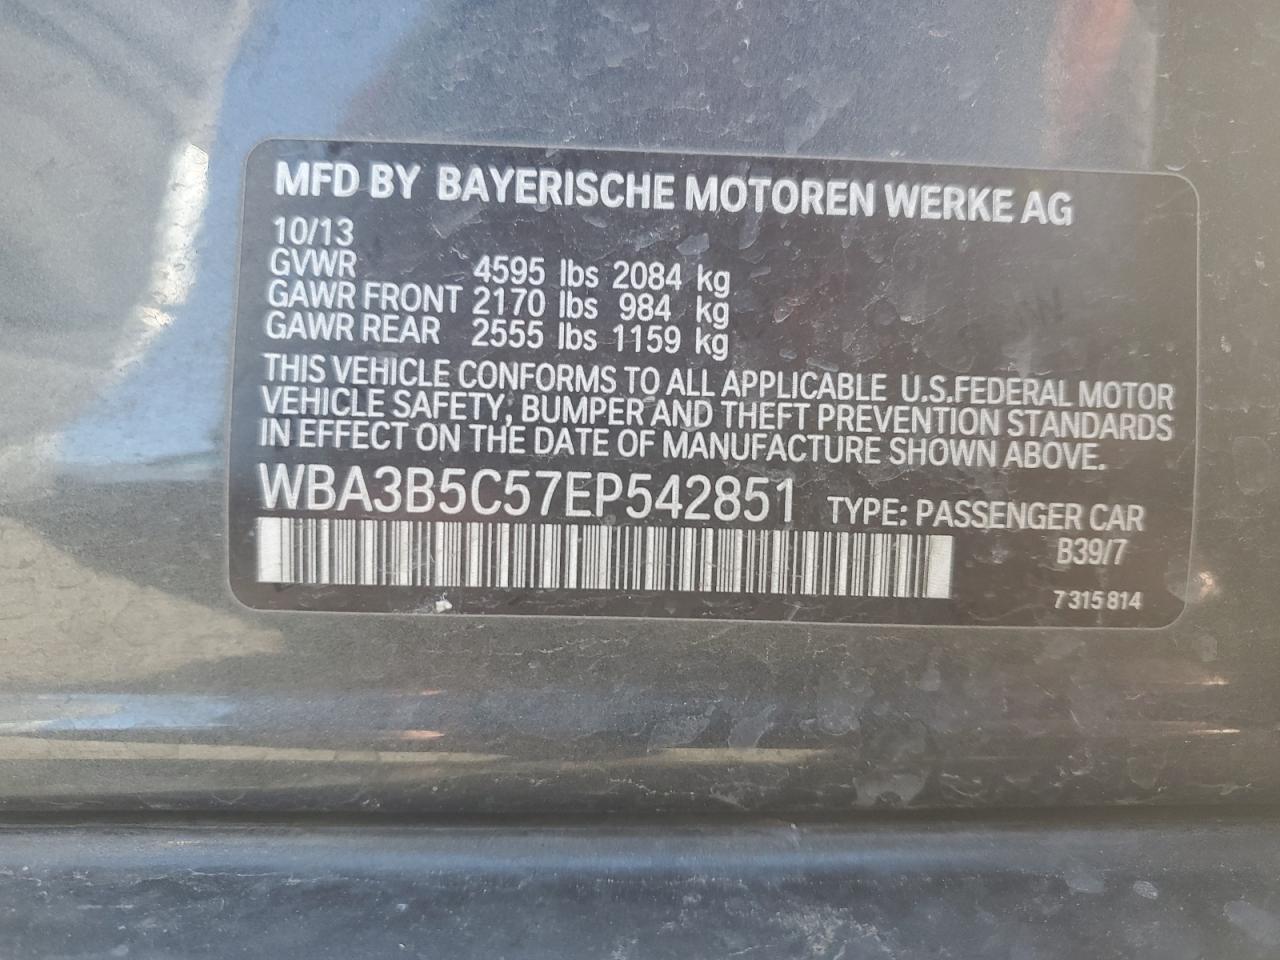 MFD BY BAYERISCHE MOTOREN WERKE AG
10/13
GVWR 4595 lbs 2084 kg
GAWR FRONT 2170 lbs 984 kg
GAWR REAR 2555 lbs 1159 kg
THIS VEHICLE CONFORMS TO ALL APPLICABLE U.S.FEDERAL MOTOR
VEHICLE SAFETY, BUMPER AND THEFT PREVENTION STANDARDS
IN EFFECT ON THE DATE OF MANUFACTURE SHOWN ABOVE.
WBA3B5C57EP542851 TYPE: PASSENGER CAR
B39/7
7 315 814